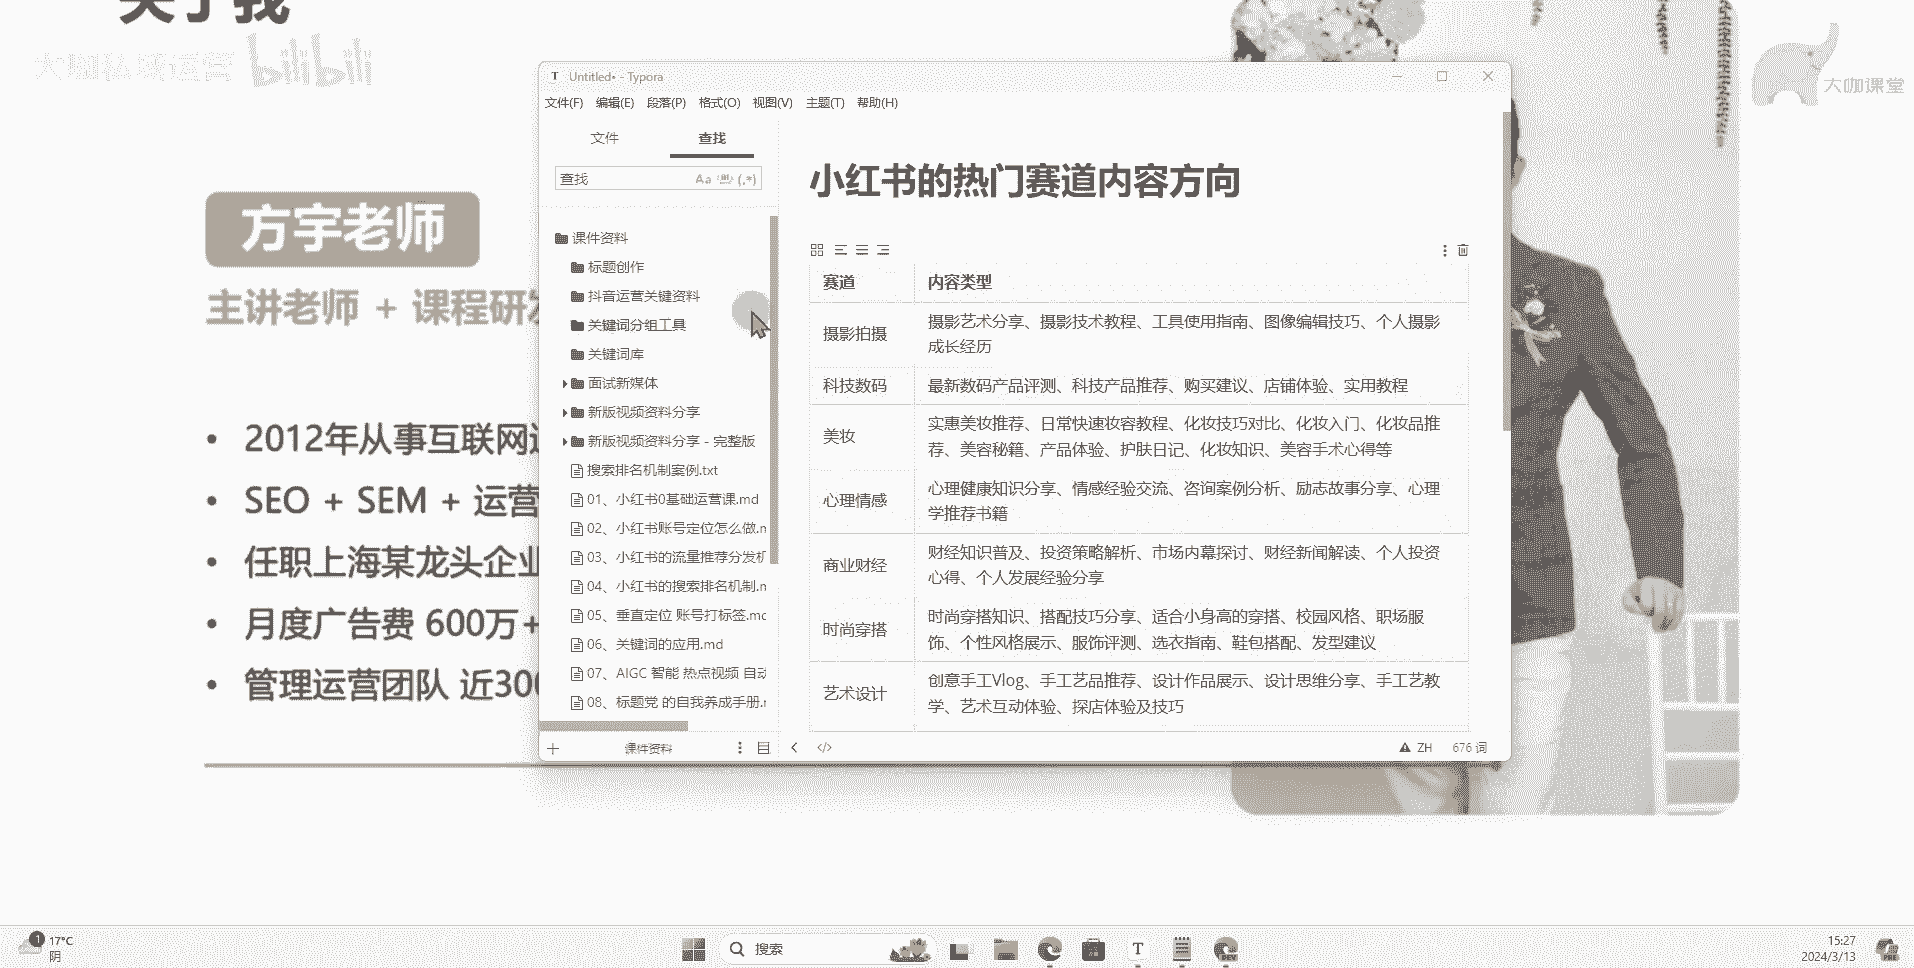 关于我
大咖私域运营 bilibili
大咖课堂
方宇老师
主讲老师 + 课程研发
• 2012年从事互联网
• SEO + SEM + 运营
• 任职上海某龙头企业
• 月度广告费 600万+
• 管理运营团队 近300
Untitled• - Typora
文件(F) 编辑(E) 段落(P) 格式(O) 视图(V) 主题(T) 帮助(H)
文件 查找
查找 Aa (.*)
课件资料
标题创作
抖音运营关键资料
关键词分组工具
关键词库
面试新媒体
新版视频资料分享
新版视频资料分享 - 完整版
搜索排名机制案例.txt
01、小红书0基础运营课.md
02、小红书账号定位怎么做.m
03、小红书的流量推荐分发机
04、小红书的搜索排名机制.m
05、垂直定位 账号打标签.mc
06、关键词的应用.md
07、AIGC 智能 热点视频 自动
08、标题党 的自我养成手册.r
课件资料
小红书的热门赛道内容方向
赛道 内容类型
摄影拍摄 摄影艺术分享、摄影技术教程、工具使用指南、图像编辑技巧、个人摄影
成长经历
科技数码 最新数码产品评测、科技产品推荐、购买建议、店铺体验、实用教程
美妆 实惠美妆推荐、日常快速妆容教程、化妆技巧对比、化妆入门、化妆品推
荐、美容秘籍、产品体验、护肤日记、化妆知识、美容手术心得等
心理情感 心理健康知识分享、情感经验交流、咨询案例分析、励志故事分享、心理
学推荐书籍
商业财经 财经知识普及、投资策略解析、市场内幕探讨、财经新闻解读、个人投资
心得、个人发展经验分享
时尚穿搭 时尚穿搭知识、搭配技巧分享、适合小身高的穿搭、校园风格、职场服
饰、个性风格展示、服饰评测、选衣指南、鞋包搭配、发型建议
艺术设计 创意手工Vlog、手工艺品推荐、设计作品展示、设计思维分享、手工艺教
学、艺术互动体验、探店体验及技巧
</> ZH 676 词
1 17°C
阴
搜索
T
DEV
15:27
2024/3/13
PRE